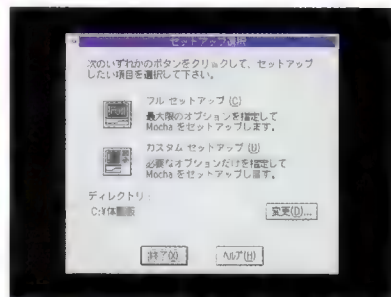 セットアップ選択
次のいずれかのボタンをクリックして、セットアップ
したい項目を選択して下さい。
フル セットアップ (C)
最大限のオプションを指定して
Mocha をセットアップします。
カスタム セットアップ (U)
必要なオプションだけを指定して
Mocha をセットアップします。
ディレクトリ:
C:¥体
変更(D)...
終了(X)
ヘルプ(H)